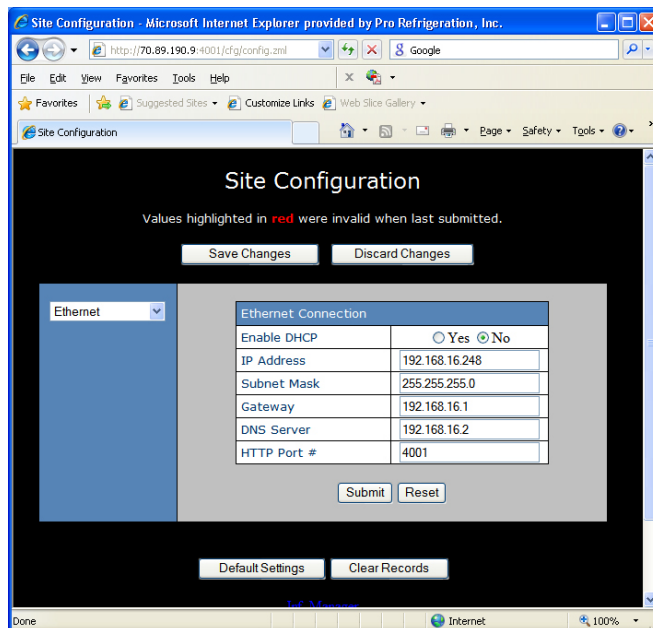 Site Configuration - Microsoft Internet Explorer provided by Pro Refrigeration, Inc.
http://70.89.190.9:4001/cfg/config.zml
Google
File Edit View Favorites Tools Help
Favorites Suggested Sites Customize Links Web Slice Gallery
Site Configuration
Page Safety Tools
Site Configuration
Values highlighted in red were invalid when last submitted.
Save Changes Discard Changes
Ethernet
Ethernet Connection
Enable DHCP Yes No
IP Address 192.168.16.248
Subnet Mask 255.255.255.0
Gateway 192.168.16.1
DNS Server 192.168.16.2
HTTP Port # 4001
Submit Reset
Default Settings Clear Records
Done Internet 100%